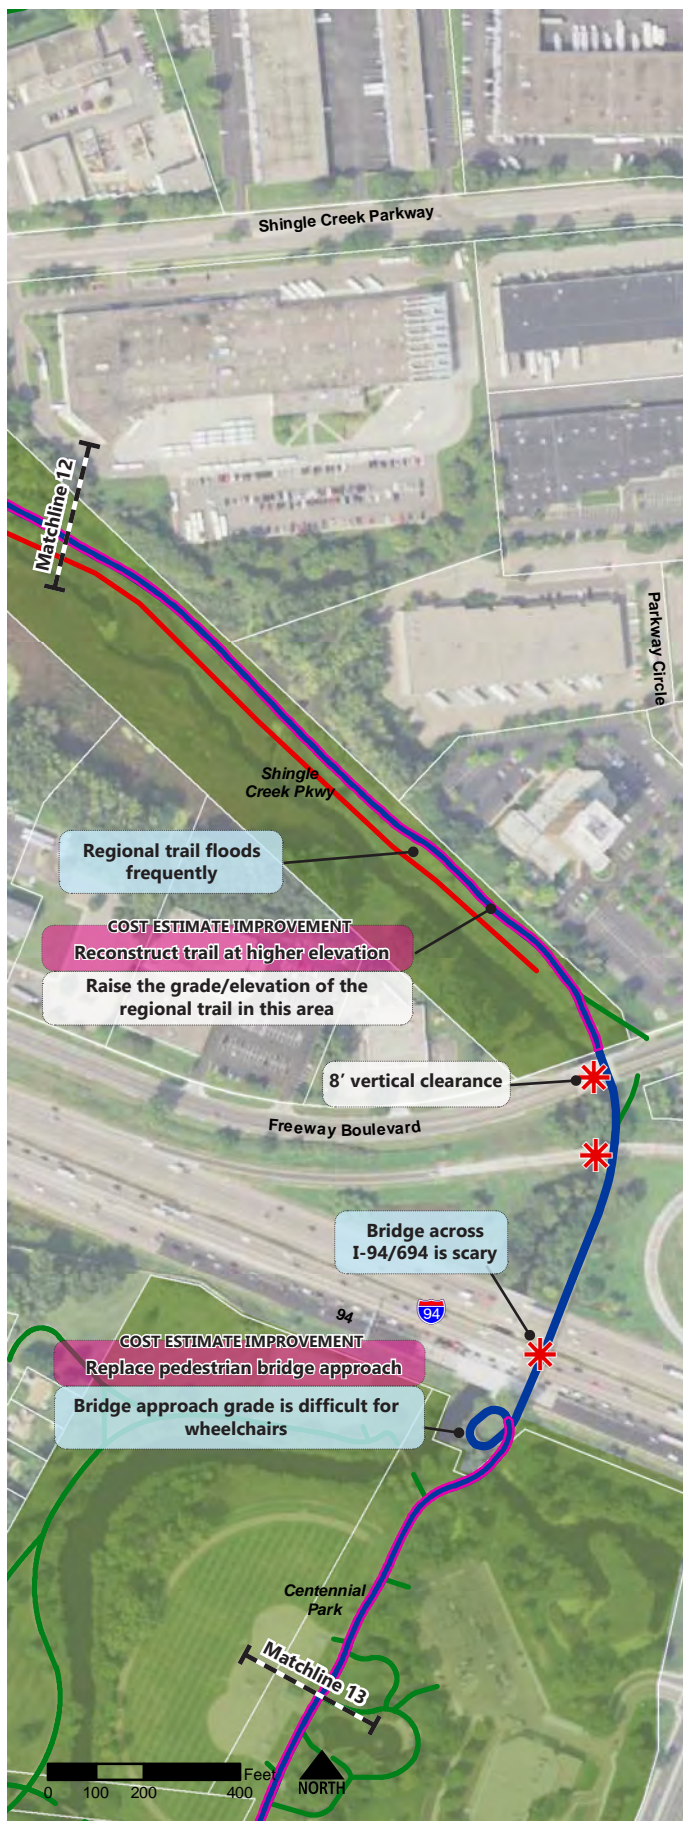 Shingle Creek Parkway
Matchline 12
Parkway Circle
Shingle
Creek Pkwy
Regional trail floods
frequently
COST ESTIMATE IMPROVEMENT
Reconstruct trail at higher elevation
Raise the grade/elevation of the
regional trail in this area
8’ vertical clearance
Freeway Boulevard
Bridge across
I-94/694 is scary
94
94
COST ESTIMATE IMPROVEMENT
Replace pedestrian bridge approach
Bridge approach grade is difficult for
wheelchairs
Centennial
Park
Matchline 13
Feet
0 100 200 400
NORTH